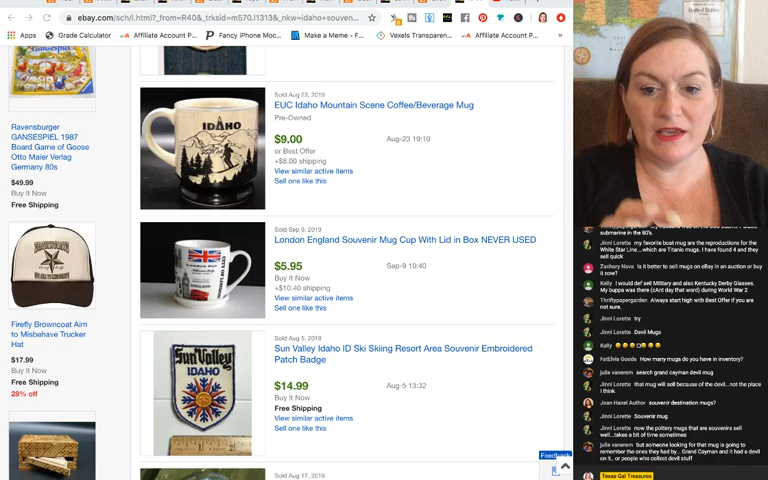 ebay.com/sch/i.html?_from=R40&_trksid=m570.l1313&_nkw=idaho+souven...
Apps
Grade Calculator
Affiliate Account P...
Fancy iPhone Moc...
Make a Meme - F...
Vexels Transparen...
Affiliate Account P...
Ravensburger
GANSESPIEL 1987
Board Game of Goose
Otto Maier Verlag
Germany 80s
$49.99
Buy It Now
Free Shipping
Firefly Browncoat Aim
to Misbehave Trucker
Hat
$17.99
Buy It Now
Free Shipping
28% off
IDAHO
Sold Aug 23, 2019
EUC Idaho Mountain Scene Coffee/Beverage Mug
Pre-Owned
$9.00
Aug-23 19:10
or Best Offer
+$8.00 shipping
View similar active items
Sell one like this
Sold Sep 9, 2019
London England Souvenir Mug Cup With Lid in Box NEVER USED
$5.95
Sep-9 10:40
Buy It Now
+$10.40 shipping
View similar active items
Sell one like this
Sun Valley
IDAHO
Sold Aug 5, 2019
Sun Valley Idaho ID Ski Skiing Resort Area Souvenir Embroidered
Patch Badge
$14.99
Aug-5 13:32
Buy It Now
Free Shipping
View similar active items
Sell one like this
Sold Aug 17, 2019
Feedback
United States
submarine in the 80's.
Jinni Lorette my favorite boat mug are the reproductions for the
White Star Line...which are Titanic mugs. I have found 4 and they
sell quick
Zachary Nova Is it better to sell mugs on eBay in an auction or buy
it now?
Kelly I would def sell Military and also Kentucky Derby Glasses.
My buppa was there (cAnt dey that word) during World War 2
Thriftypapergarden Always start high with Best Offer if you are
not sure.
Jinni Lorette try
Jinni Lorette Devil Mugs
Kelly
FatElvis Goods How many mugs do you have in inventory?
julie vanerem search grand cayman devil mug
Jinni Lorette that mug will sell because of the devil...not the place
I think
Joan Hazel Author souvenir destination mugs?
Jinni Lorette Souvenir mug
Jinni Lorette now the pottery mugs that are souvenirs sell
well...takes a bit of time sometimes
julie vanerem but someone looking for that mug is going to
remember the ones they had by... Grand Cayman and it had a devil
on it.. or people who collect devil stuff
Texas Gal Treasures